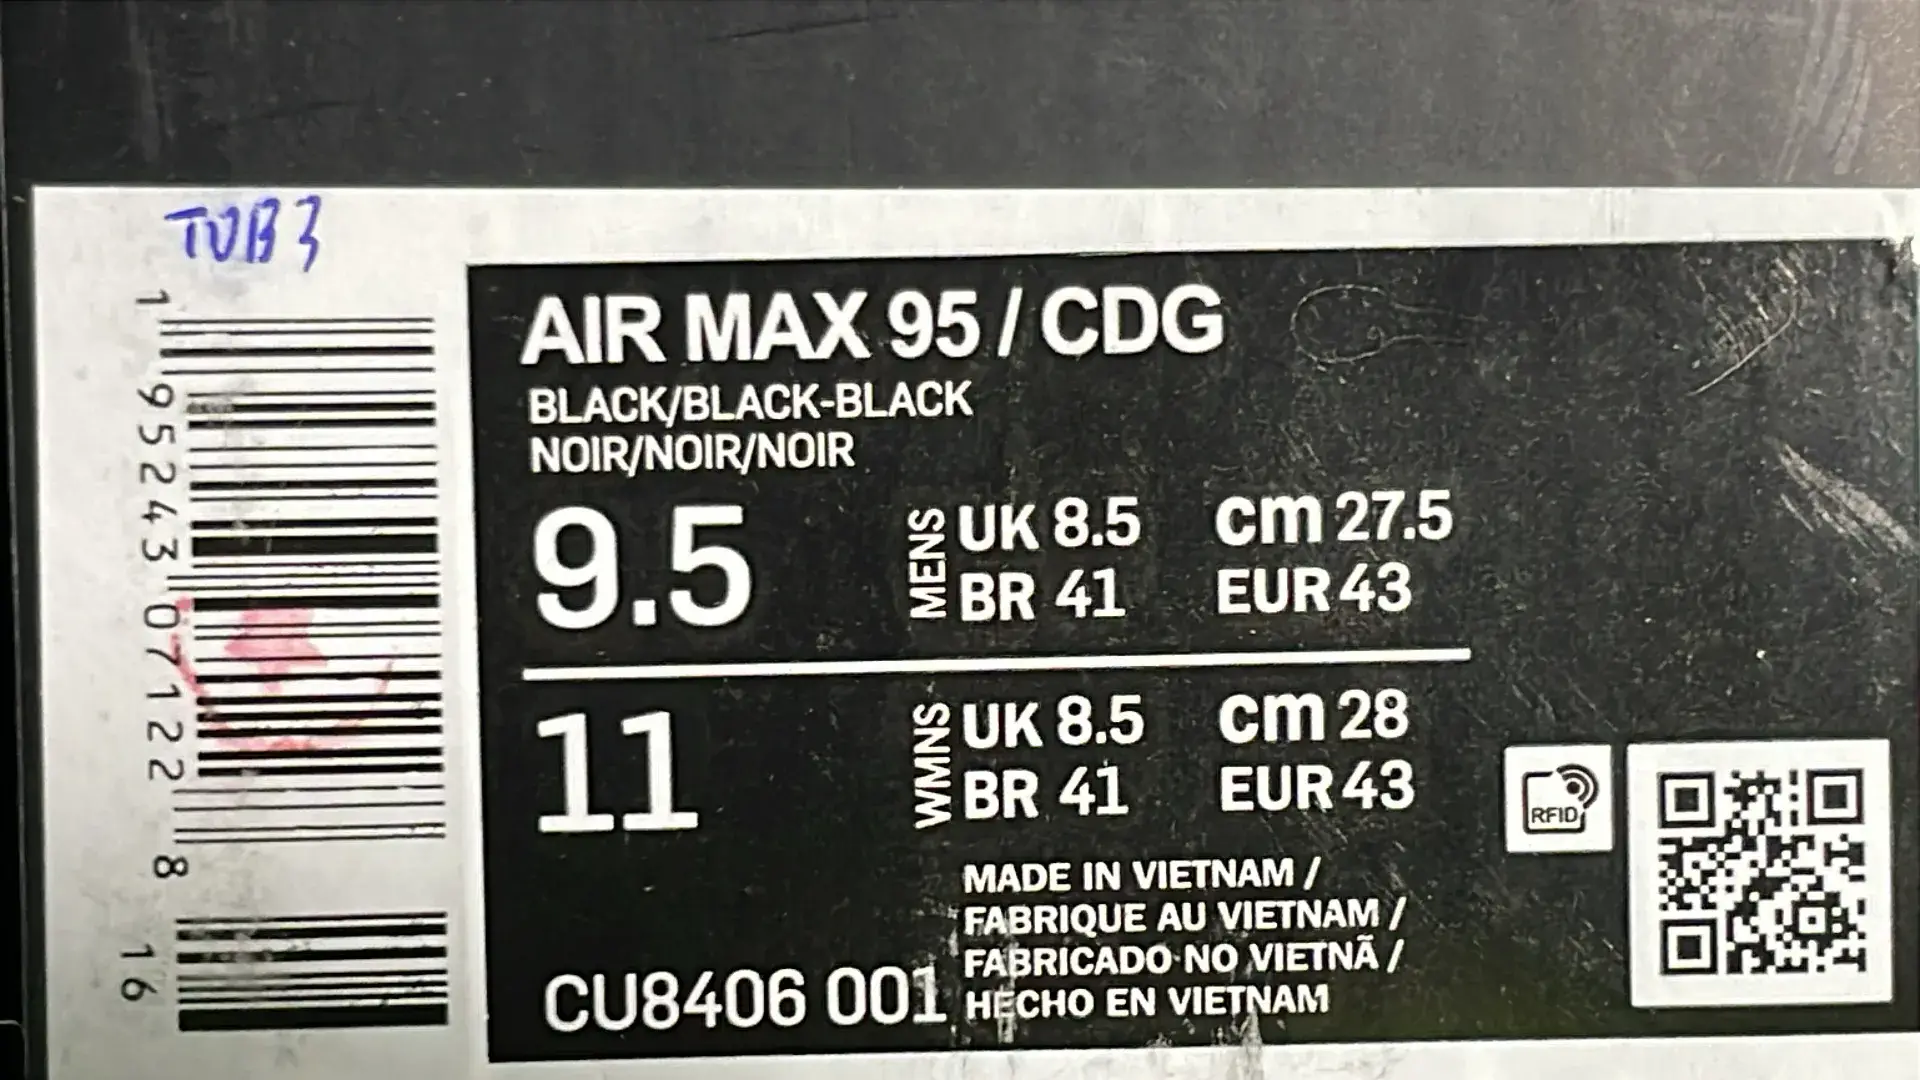 TUB 3
1 95243 07122 8
16
AIR MAX 95 / CDG
BLACK/BLACK-BLACK
NOIR/NOIR/NOIR
9.5
MENS
UK 8.5 cm 27.5
BR 41 EUR 43
11
WMNS
UK 8.5 cm 28
BR 41 EUR 43
RFID
MADE IN VIETNAM /
FABRIQUE AU VIETNAM /
FABRICADO NO VIETNÃ /
HECHO EN VIETNAM
CU8406 001